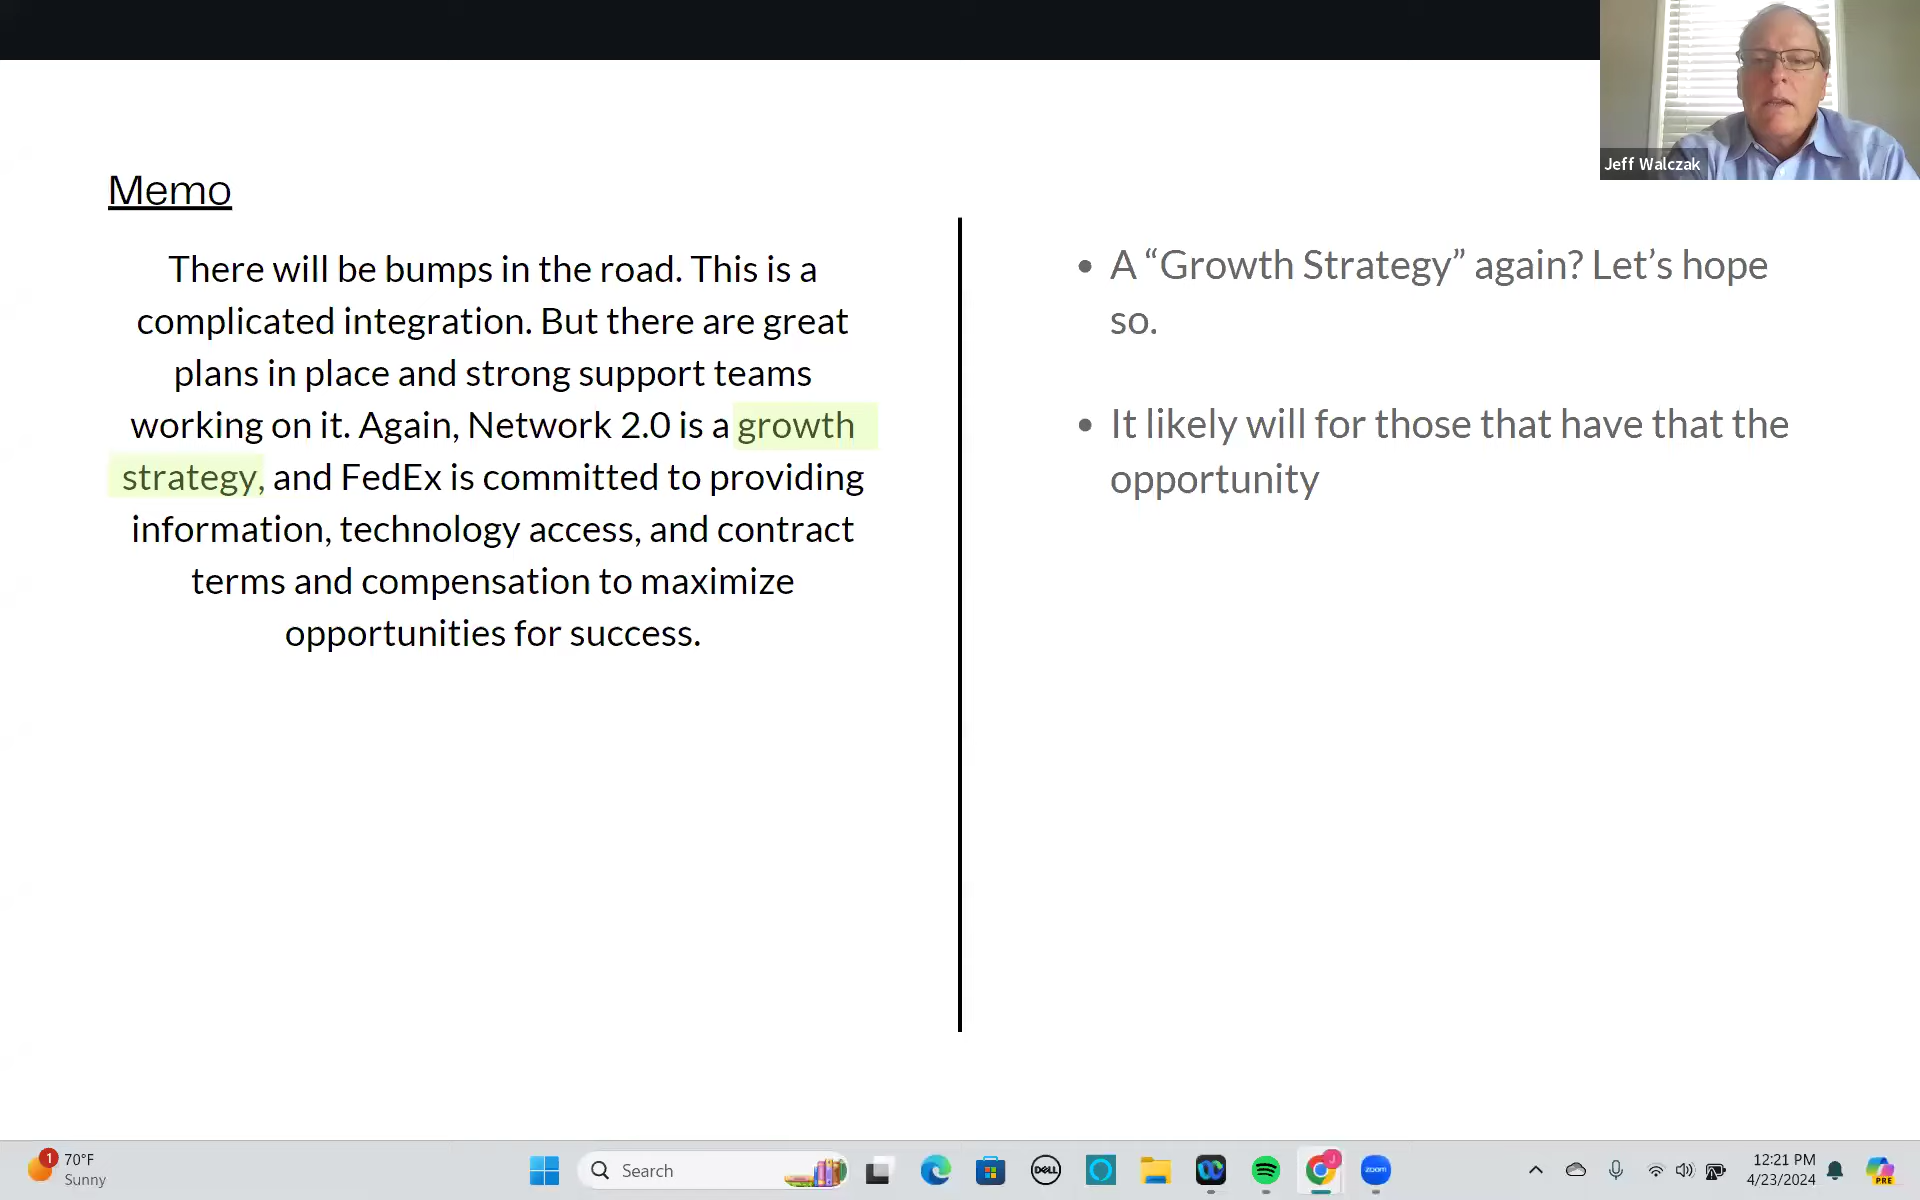 Jeff Walczak
Memo
There will be bumps in the road. This is a
complicated integration. But there are great
plans in place and strong support teams
working on it. Again, Network 2.0 is a growth
strategy, and FedEx is committed to providing
information, technology access, and contract
terms and compensation to maximize
opportunities for success.
• A “Growth Strategy” again? Let’s hope
so.
• It likely will for those that have that the
opportunity
1
70°F
Sunny
Search
DELL
J
zoom
12:21 PM
4/23/2024
PRE